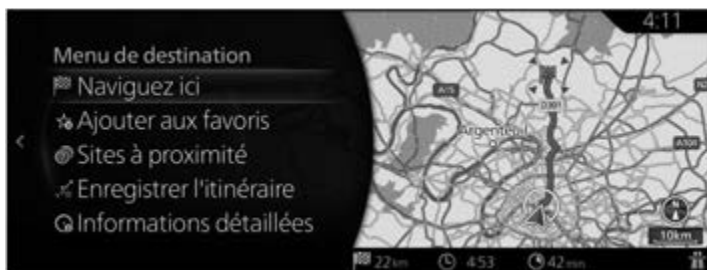 4:11
Menu de destination
Naviguez ici
Ajouter aux favoris
Sites à proximité
Enregistrer l'itinéraire
Informations détaillées
A15
D301
Argenteuil
A104
N
10km
22km
4:53
42min